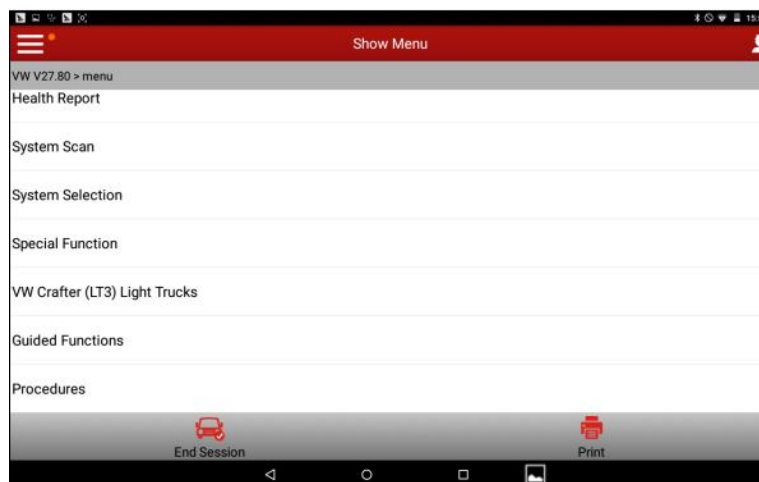 Show Menu
VW V27.80 > menu
Health Report
System Scan
System Selection
Special Function
VW Crafter (LT3) Light Trucks
Guided Functions
Procedures
End Session
Print